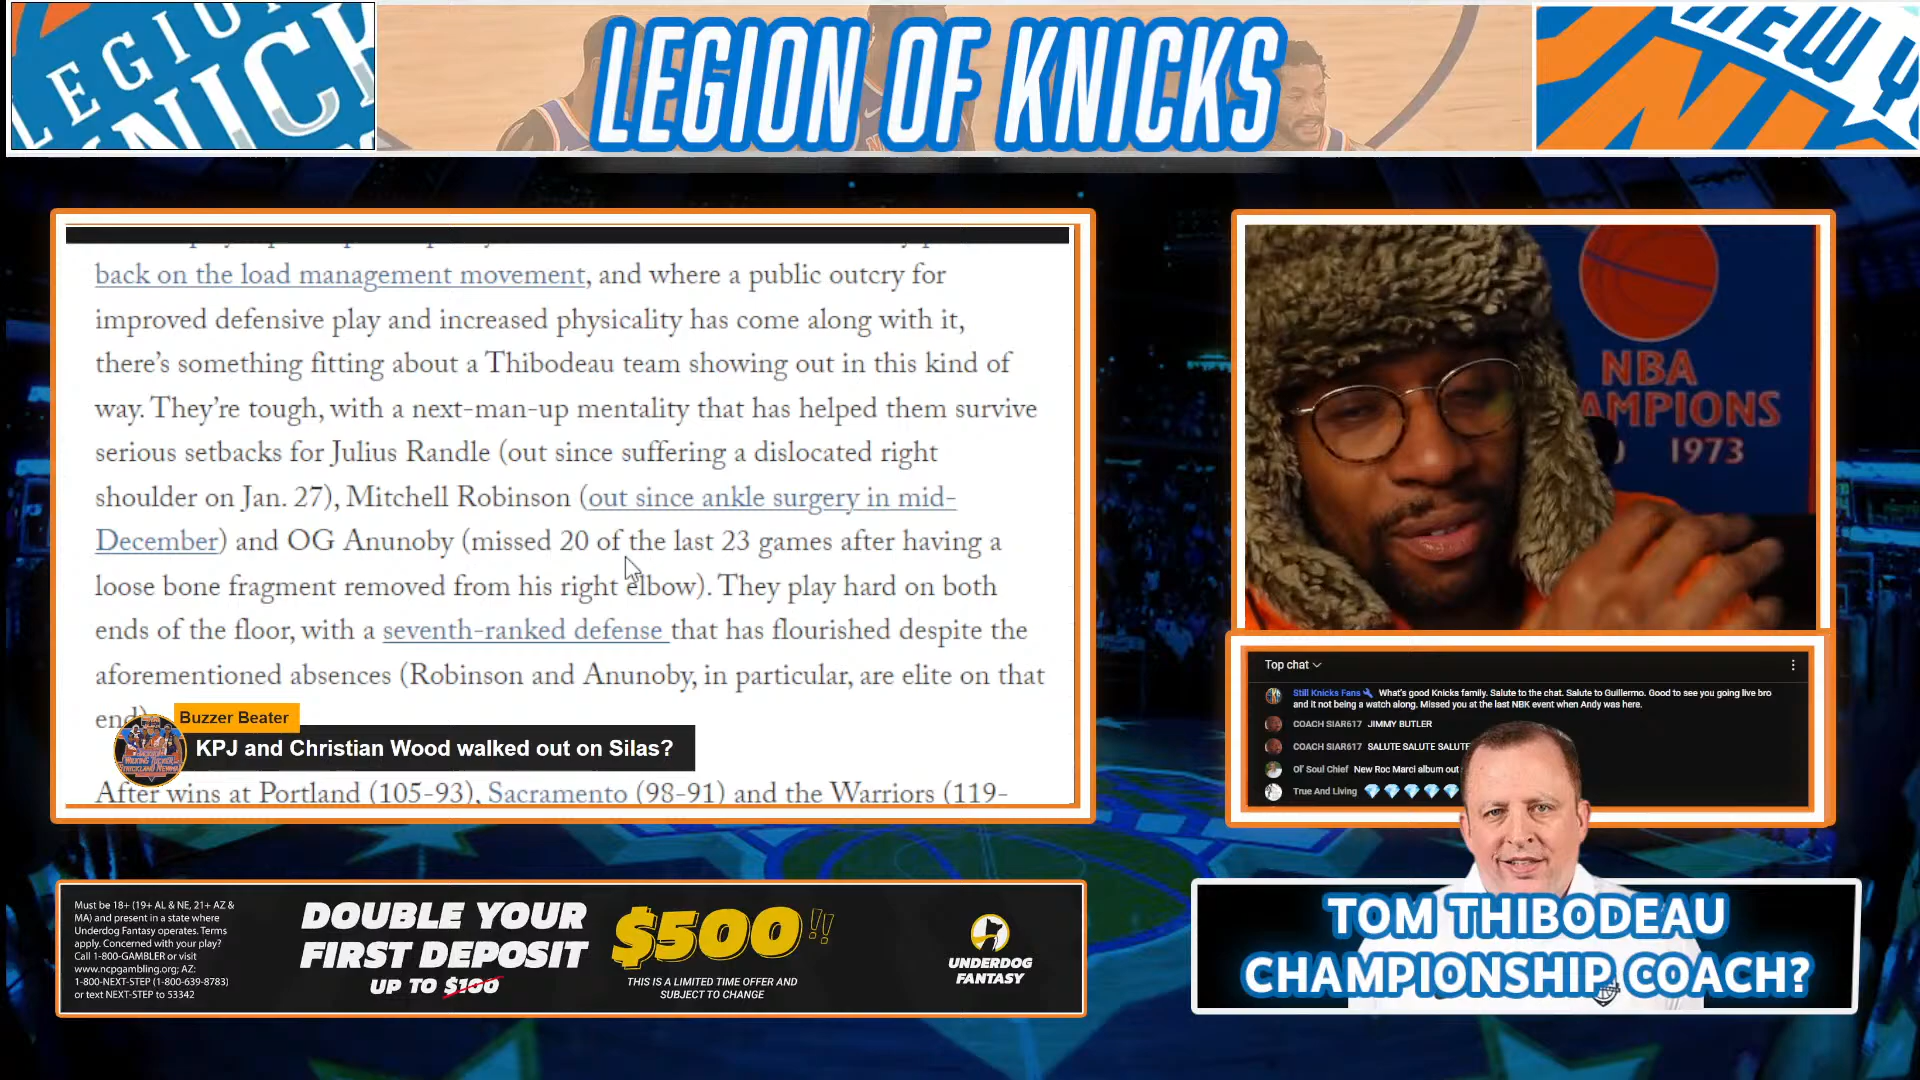 LEGION
KNICK
LEGION OF KNICKS
NEW Y
back on the load management movement, and where a public outcry for
improved defensive play and increased physicality has come along with it,
there's something fitting about a Thibodeau team showing out in this kind of
way. They're tough, with a next-man-up mentality that has helped them survive
serious setbacks for Julius Randle (out since suffering a dislocated right
shoulder on Jan. 27), Mitchell Robinson (out since ankle surgery in mid-
December) and OG Anunoby (missed 20 of the last 23 games after having a
loose bone fragment removed from his right elbow). They play hard on both
ends of the floor, with a seventh-ranked defense that has flourished despite the
aforementioned absences (Robinson and Anunoby, in particular, are elite on that
end)
Buzzer Beater
KPJ and Christian Wood walked out on Silas?
After wins at Portland (105-93), Sacramento (98-91) and the Warriors (119-
NBA
AMPIONS
1973
Top chat
Still Knicks Fans What's good Knicks family. Salute to the chat. Salute to Guillermo. Good to see you going live bro
and it not being a watch along. Missed you at the last NBK event when Andy was here.
COACH SIAR617 JIMMY BUTLER
COACH SIAR617 SALUTE SALUTE SALUTE
Ol' Soul Chief New Roc Marci album out
True And Living
Must be 18+ (19+ AL & NE, 21+ AZ &
MA) and present in a state where
Underdog Fantasy operates. Terms
apply. Concerned with your play?
Call 1-800-GAMBLER or visit
www.ncpgambling.org; AZ:
1-800-NEXT-STEP (1-800-639-8783)
or text NEXT-STEP to 53342
DOUBLE YOUR
FIRST DEPOSIT
UP TO $100
$500!!
THIS IS A LIMITED TIME OFFER AND
SUBJECT TO CHANGE
UNDERDOG
FANTASY
TOM THIBODEAU
CHAMPIONSHIP COACH?